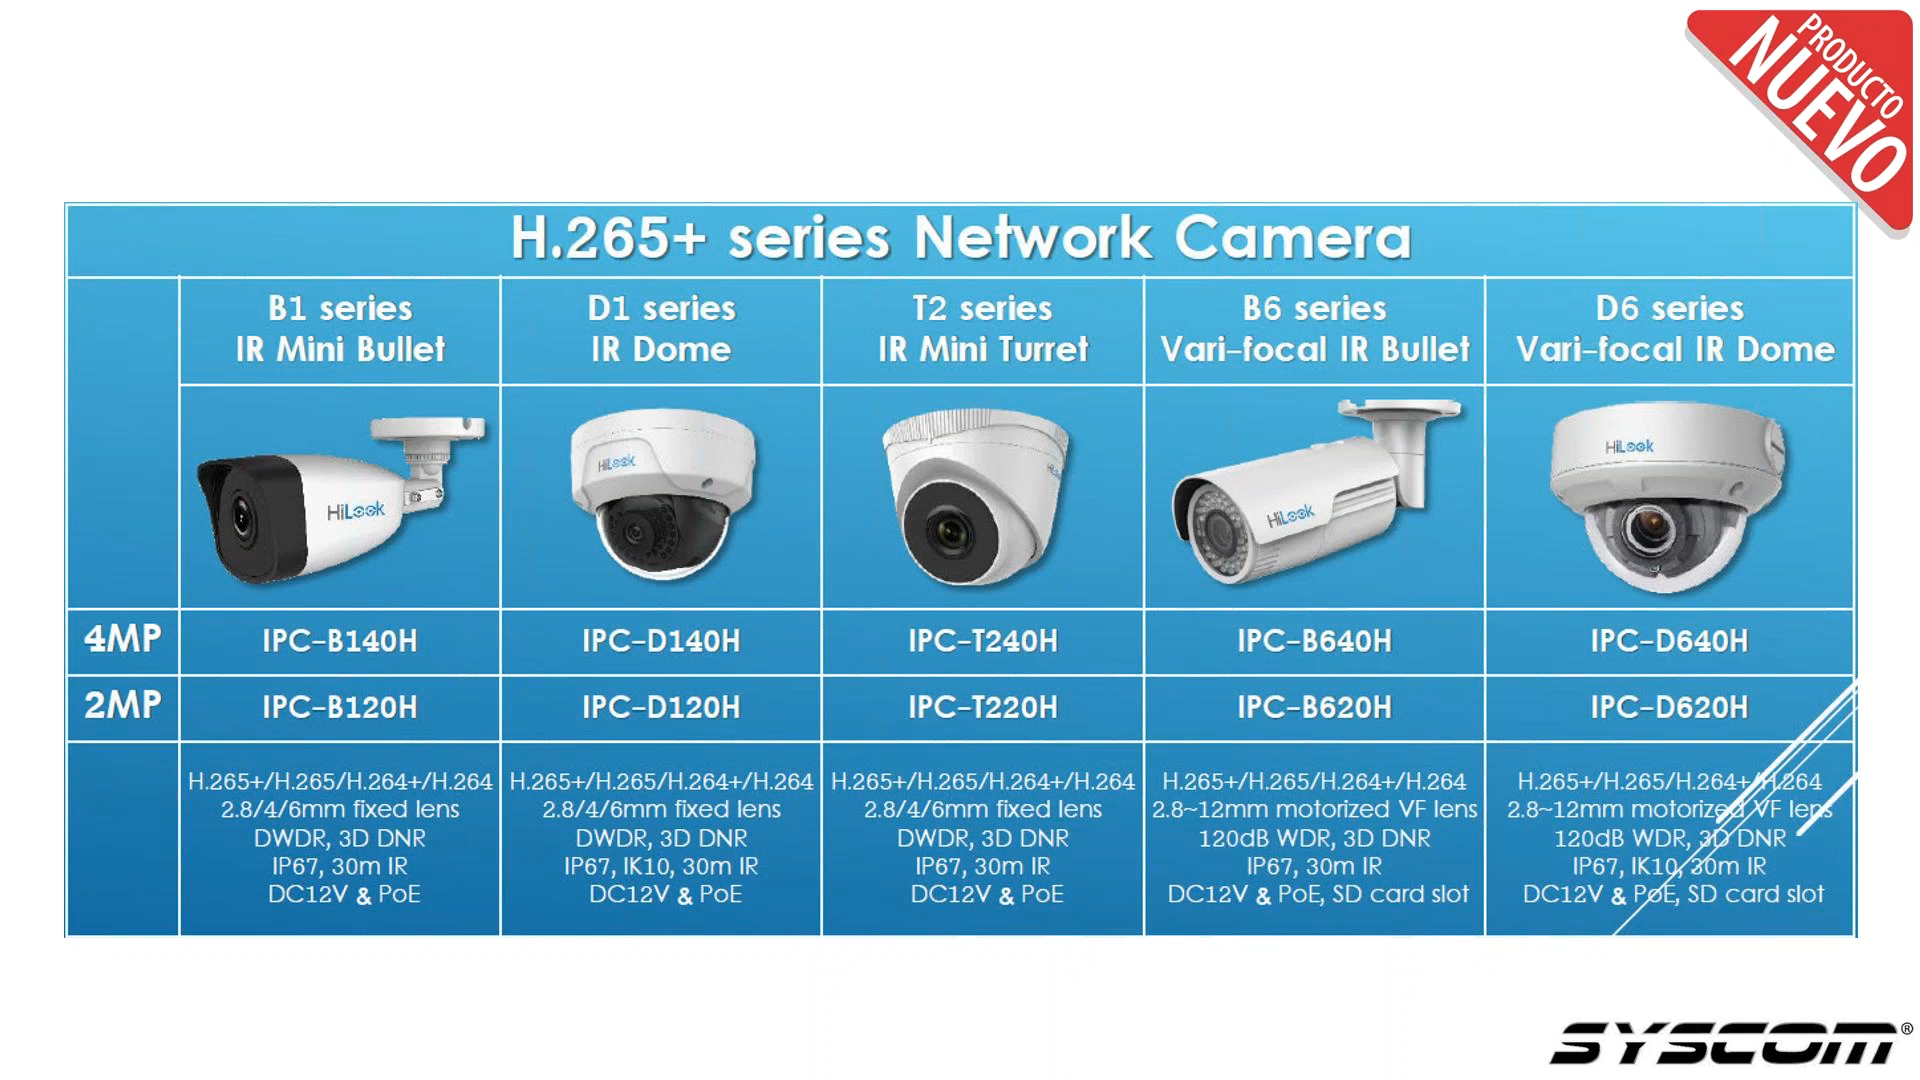 PRODUCTO
NUEVO
H.265+ series Network Camera
B1 series
IR Mini Bullet
D1 series
IR Dome
T2 series
IR Mini Turret
B6 series
Vari-focal IR Bullet
D6 series
Vari-focal IR Dome
HiLook
HiLook
HiLook
HiLook
4MP IPC-B140H IPC-D140H IPC-T240H IPC-B640H IPC-D640H
2MP IPC-B120H IPC-D120H IPC-T220H IPC-B620H IPC-D620H
H.265+/H.265/H.264+/H.264
2.8/4/6mm fixed lens
DWDR, 3D DNR
IP67, 30m IR
DC12V & PoE
H.265+/H.265/H.264+/H.264
2.8/4/6mm fixed lens
DWDR, 3D DNR
IP67, IK10, 30m IR
DC12V & PoE
H.265+/H.265/H.264+/H.264
2.8/4/6mm fixed lens
DWDR, 3D DNR
IP67, 30m IR
DC12V & PoE
H.265+/H.265/H.264+/H.264
2.8~12mm motorized VF lens
120dB WDR, 3D DNR
IP67, 30m IR
DC12V & PoE, SD card slot
H.265+/H.265/H.264+/H.264
2.8~12mm motorized VF lens
120dB WDR, 3D DNR
IP67, IK10, 30m IR
DC12V & PoE, SD card slot
SYSCOM®